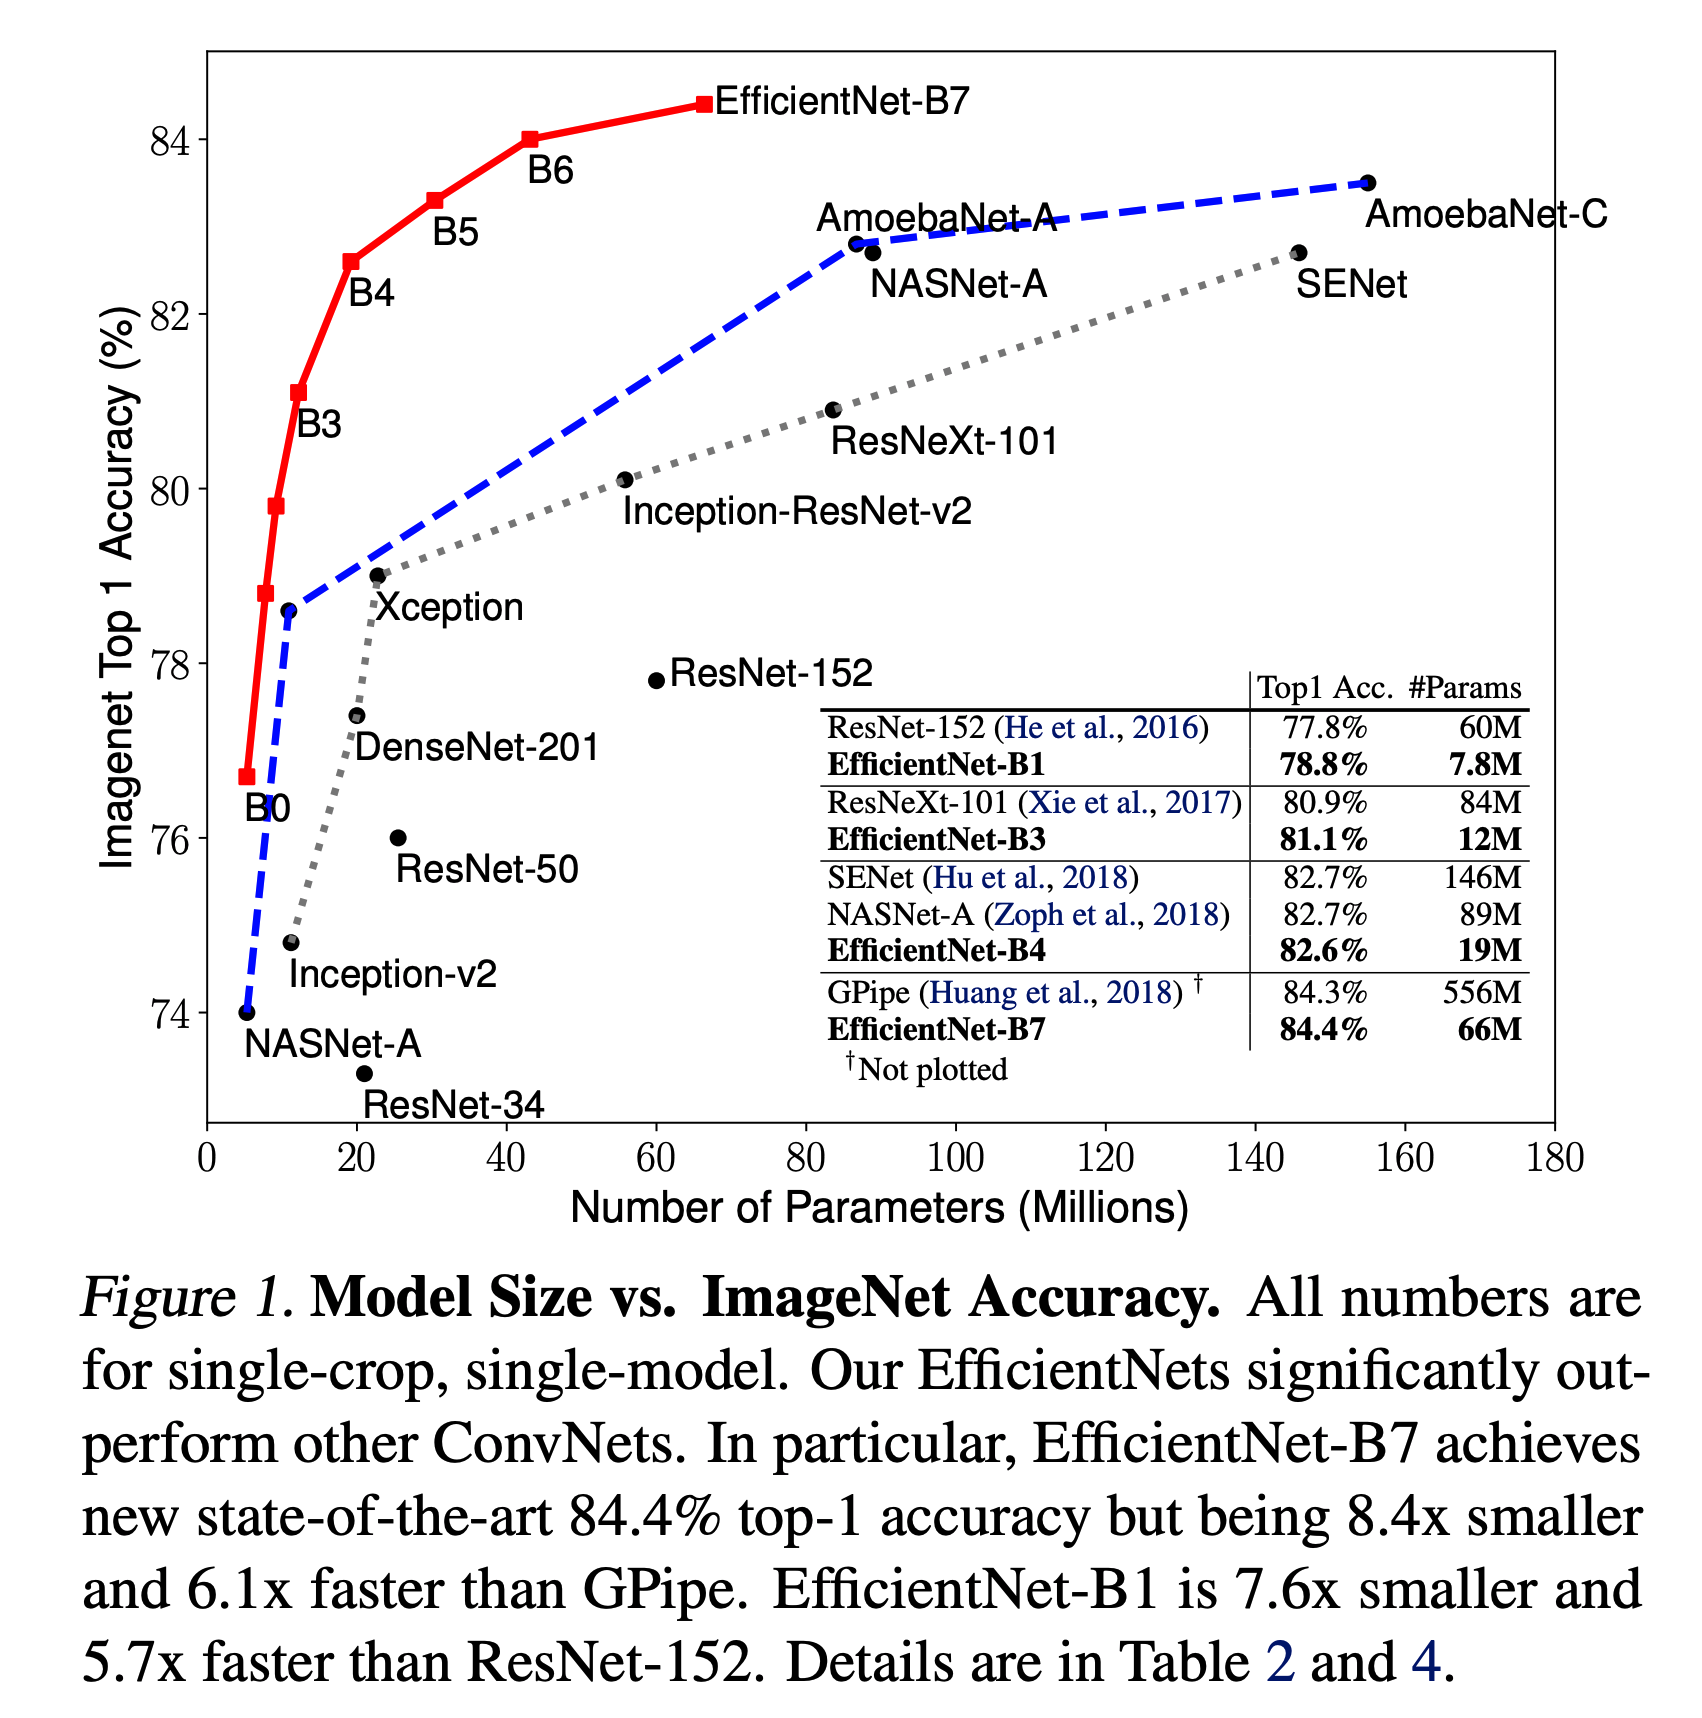 EfficientNet-B7
84
B6
AmoebaNet-A
AmoebaNet-C
B5
NASNet-A
SENet
B4
82
B3
ResNeXt-101
80
Inception-ResNet-v2
Xception
78
ResNet-152
DenseNet-201
B0
76
ResNet-50
Inception-v2
74
NASNet-A
ResNet-34
Imagenet Top 1 Accuracy (%)
Top1 Acc. #Params
ResNet-152 (He et al., 2016) 77.8% 60M
EfficientNet-B1 78.8% 7.8M
ResNeXt-101 (Xie et al., 2017) 80.9% 84M
EfficientNet-B3 81.1% 12M
SENet (Hu et al., 2018) 82.7% 146M
NASNet-A (Zoph et al., 2018) 82.7% 89M
EfficientNet-B4 82.6% 19M
GPipe (Huang et al., 2018) † 84.3% 556M
EfficientNet-B7 84.4% 66M
†Not plotted
0 20 40 60 80 100 120 140 160 180
Number of Parameters (Millions)
Figure 1. Model Size vs. ImageNet Accuracy. All numbers are
for single-crop, single-model. Our EfficientNets significantly out-
perform other ConvNets. In particular, EfficientNet-B7 achieves
new state-of-the-art 84.4% top-1 accuracy but being 8.4x smaller
and 6.1x faster than GPipe. EfficientNet-B1 is 7.6x smaller and
5.7x faster than ResNet-152. Details are in Table 2 and 4.